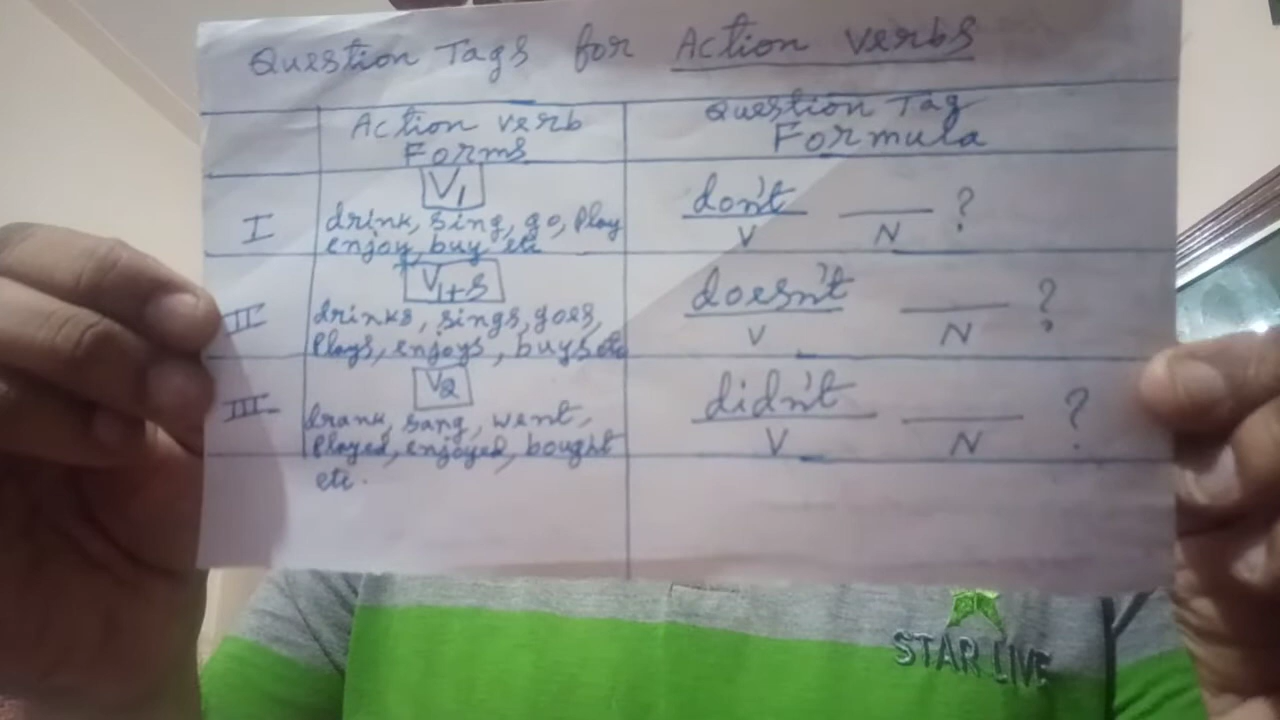 Question Tags for Action verbs
Action verb
Forms
Question Tag
Formula
I
V1
drink, sing, go, Play
enjoy, buy etc
don't ?
V N
II
V1+s
drinks, sings, goes,
Plays, enjoys, buys etc
doesn't ?
V N
III
V2
drank, sang, went,
Played, enjoyed, bought
etc.
didn't ?
V N
STAR LIVE